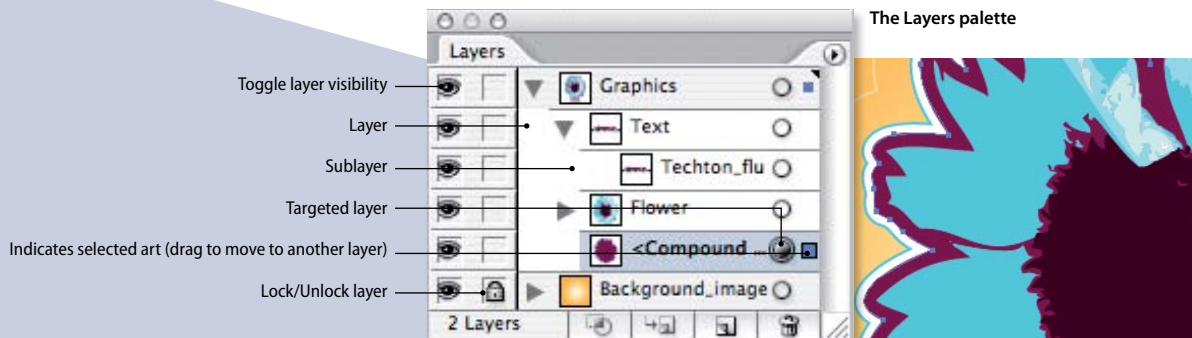 The Layers palette
Layers
Toggle layer visibility
Graphics
Layer
Text
Sublayer
Techton_flu
Targeted layer
Flower
Indicates selected art (drag to move to another layer)
<Compound ...
Lock/Unlock layer
Background_image
2 Layers